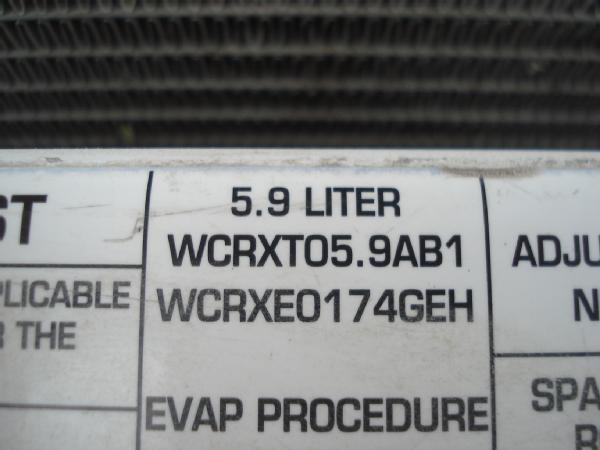 ST
PLICABLE
R THE
5.9 LITER
WCRXT05.9AB1
WCRXE0174GEH
EVAP PROCEDURE
ADJU
N
SPA